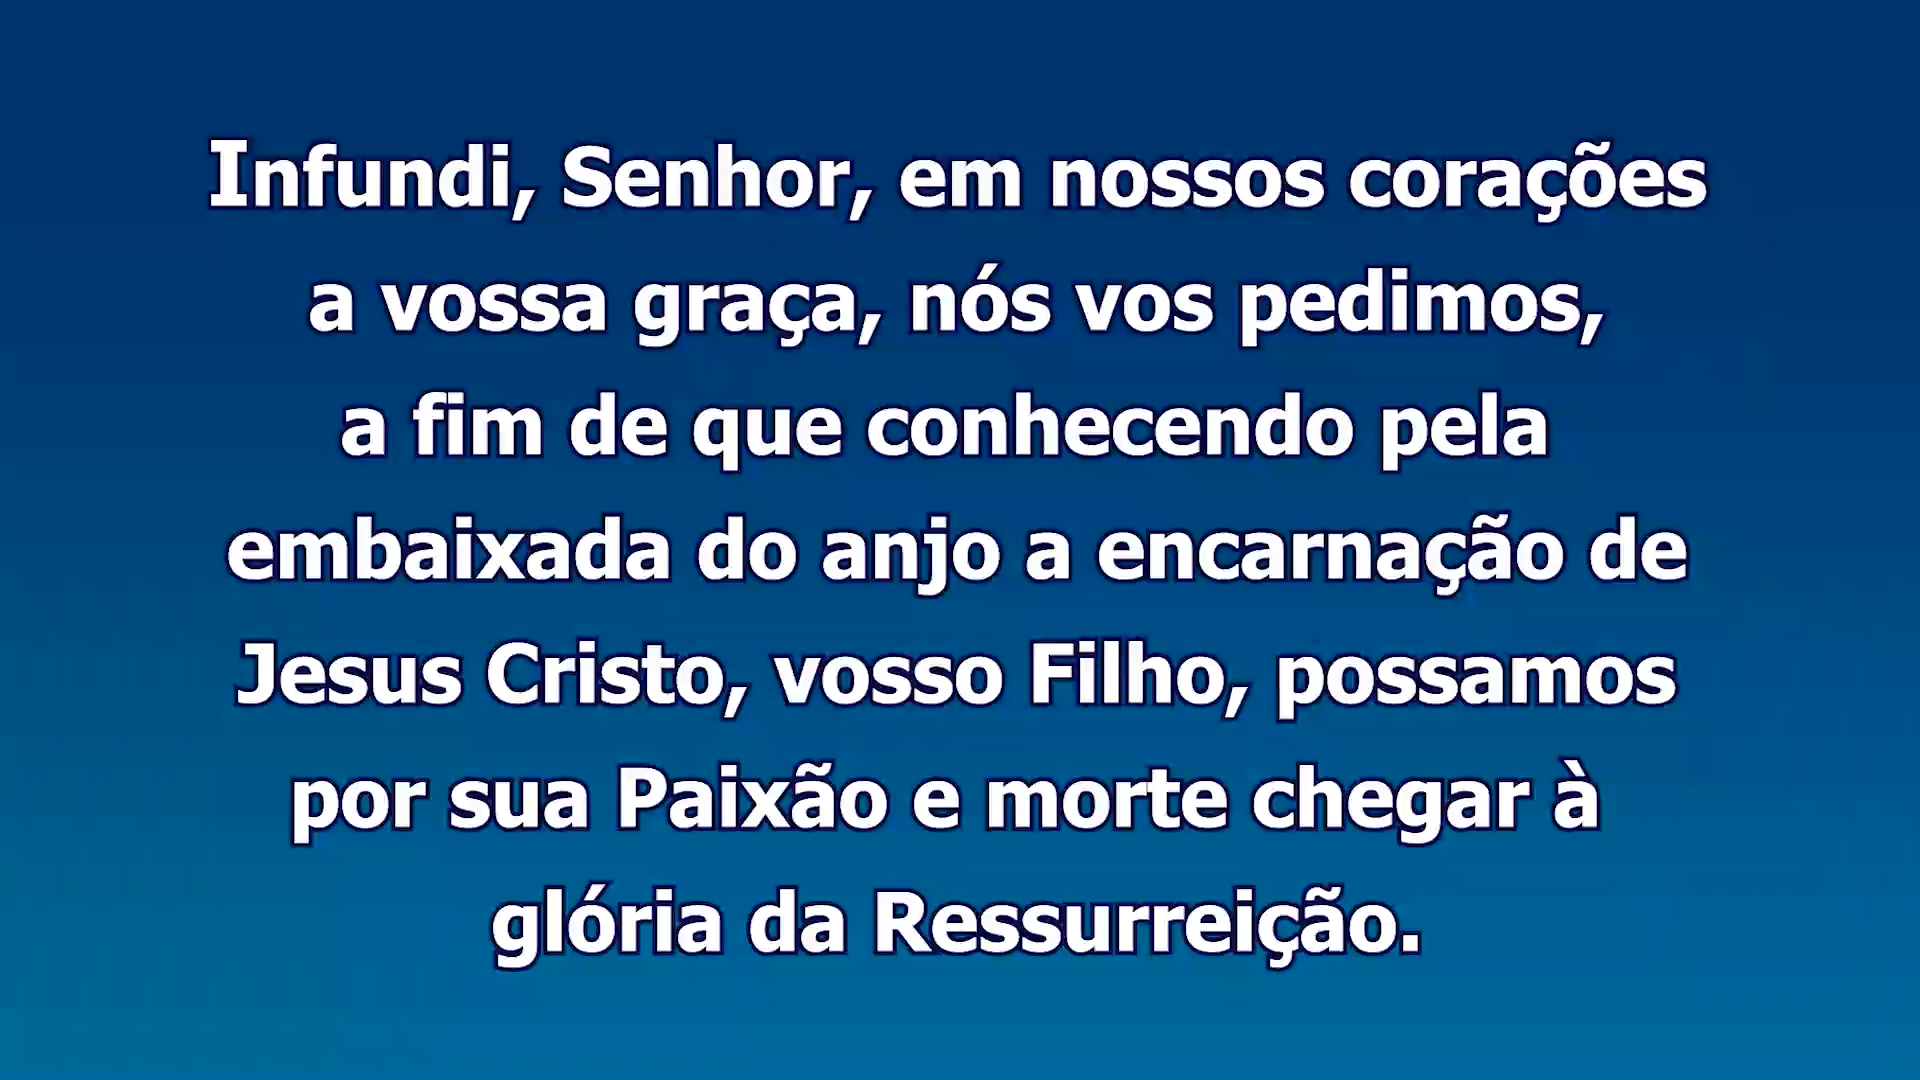 Infundi, Senhor, em nossos corações
a vossa graça, nós vos pedimos,
a fim de que conhecendo pela
embaixada do anjo a encarnação de
Jesus Cristo, vosso Filho, possamos
por sua Paixão e morte chegar à
glória da Ressurreição.